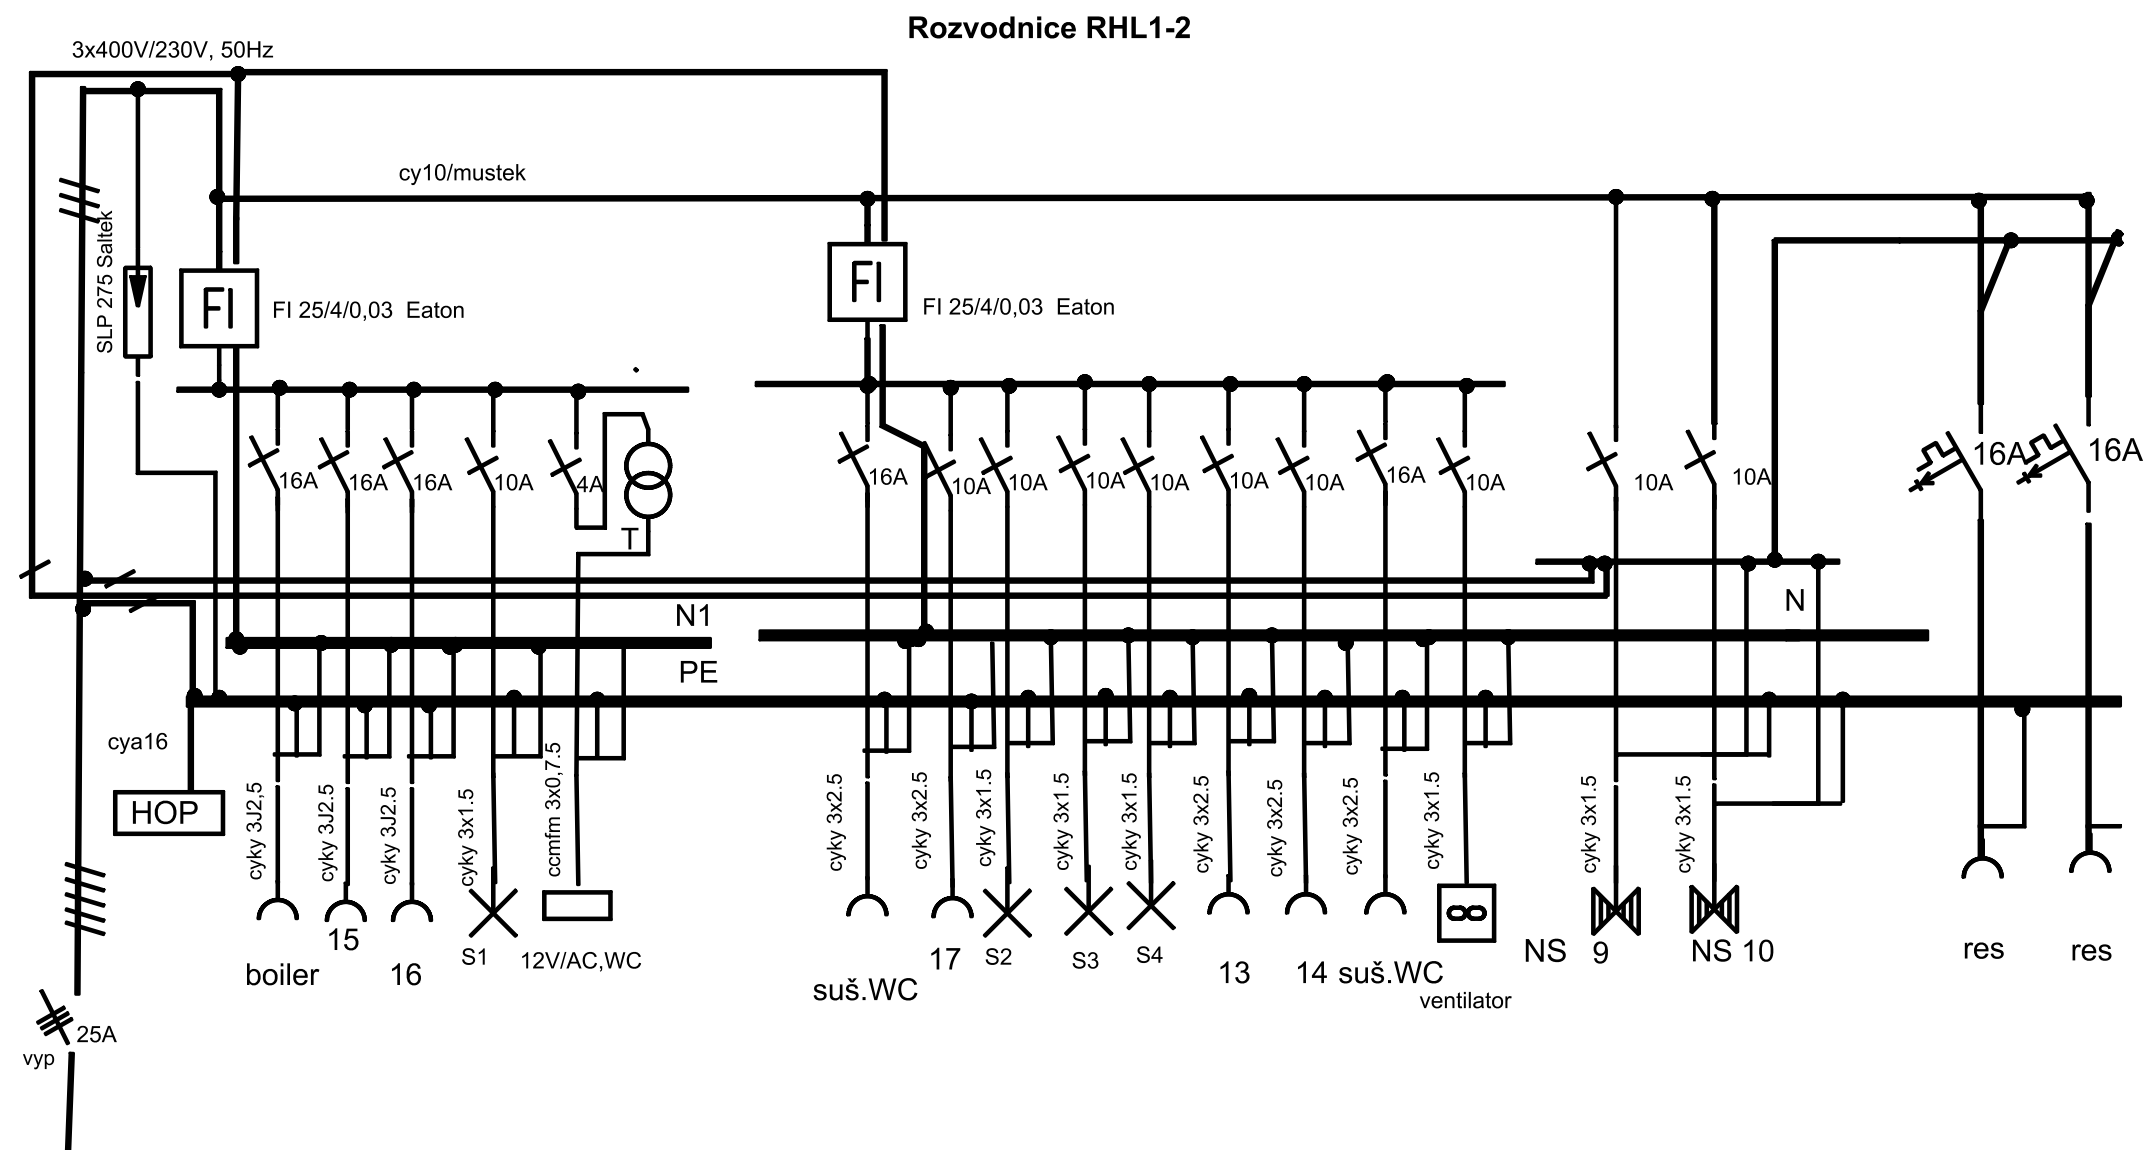 Rozvodnice RHL1-2
3x400V/230V, 50Hz
cy10/mustek
SLP 275 Saltek
FI
FI 25/4/0,03  Eaton
FI
FI 25/4/0,03  Eaton
16A
16A
16A
10A
4A
T
16A
10A
10A
10A
10A
10A
10A
16A
10A
10A
10A
16A
16A
N1
N
PE
cya16
HOP
cyky 3J2,5
cyky 3J2.5
cyky 3J2.5
cyky 3x1.5
ccmfm 3x0,7.5
cyky 3x2.5
cyky 3x2.5
cyky 3x1.5
cyky 3x1.5
cyky 3x1.5
cyky 3x2.5
cyky 3x2.5
cyky 3x2.5
cyky 3x1.5
cyky 3x1.5
cyky 3x1.5
boiler
15
16
S1
12V/AC,WC
suš.WC
17
S2
S3
S4
13
14
suš.WC
ventilator
NS 9
NS 10
res
res
25A
vyp